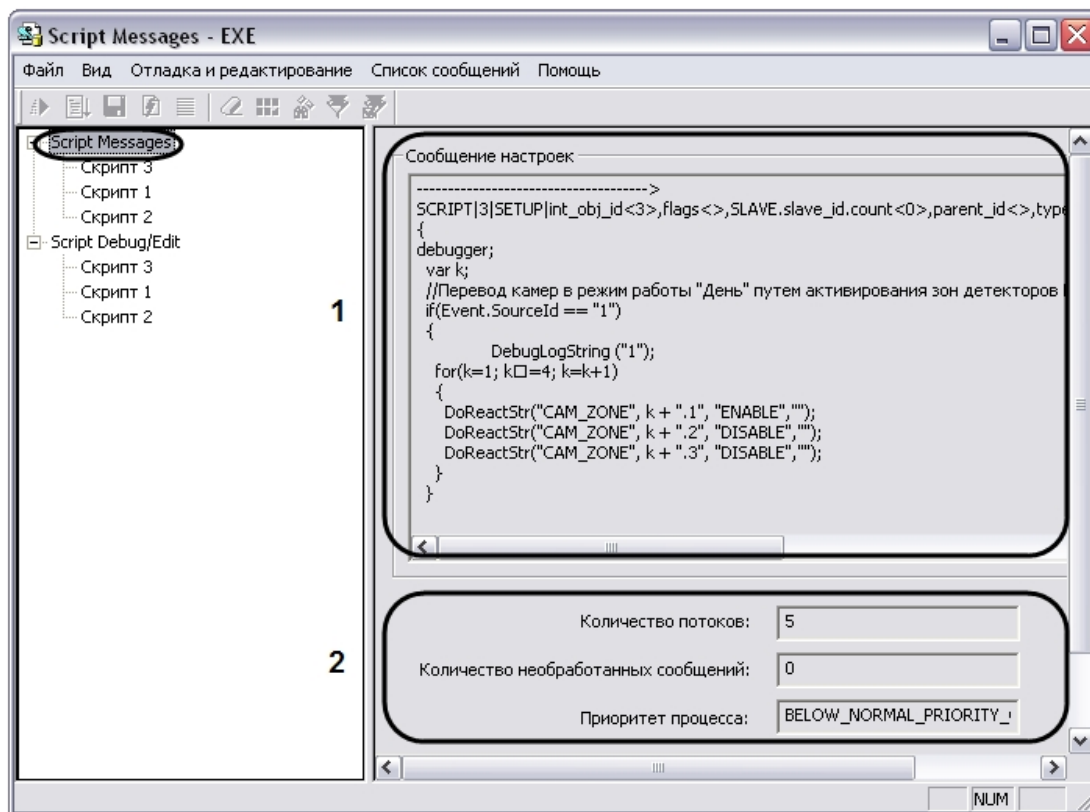 Script Messages - EXE
Файл Вид Отладка и редактирование Список сообщений Помощь
Script Messages
Скрипт 3
Скрипт 1
Скрипт 2
Script Debug/Edit
Скрипт 3
Скрипт 1
Скрипт 2
1
2
Сообщение настроек
------------------------------------->
SCRIPT|3|SETUP|int_obj_id<3>,flags<>,SLAVE.slave_id.count<0>,parent_id<>,type
{
debugger;
var k;
//Перевод камер в режим работы "День" путем активирования зон детекторов
if(Event.SourceId == "1")
{
DebugLogString ("1");
for(k=1; k□=4; k=k+1)
{
DoReactStr("CAM_ZONE", k + ".1", "ENABLE","");
DoReactStr("CAM_ZONE", k + ".2", "DISABLE","");
DoReactStr("CAM_ZONE", k + ".3", "DISABLE","");
}
}
Количество потоков: 5
Количество необработанных сообщений: 0
Приоритет процесса: BELOW_NORMAL_PRIORITY_
NUM